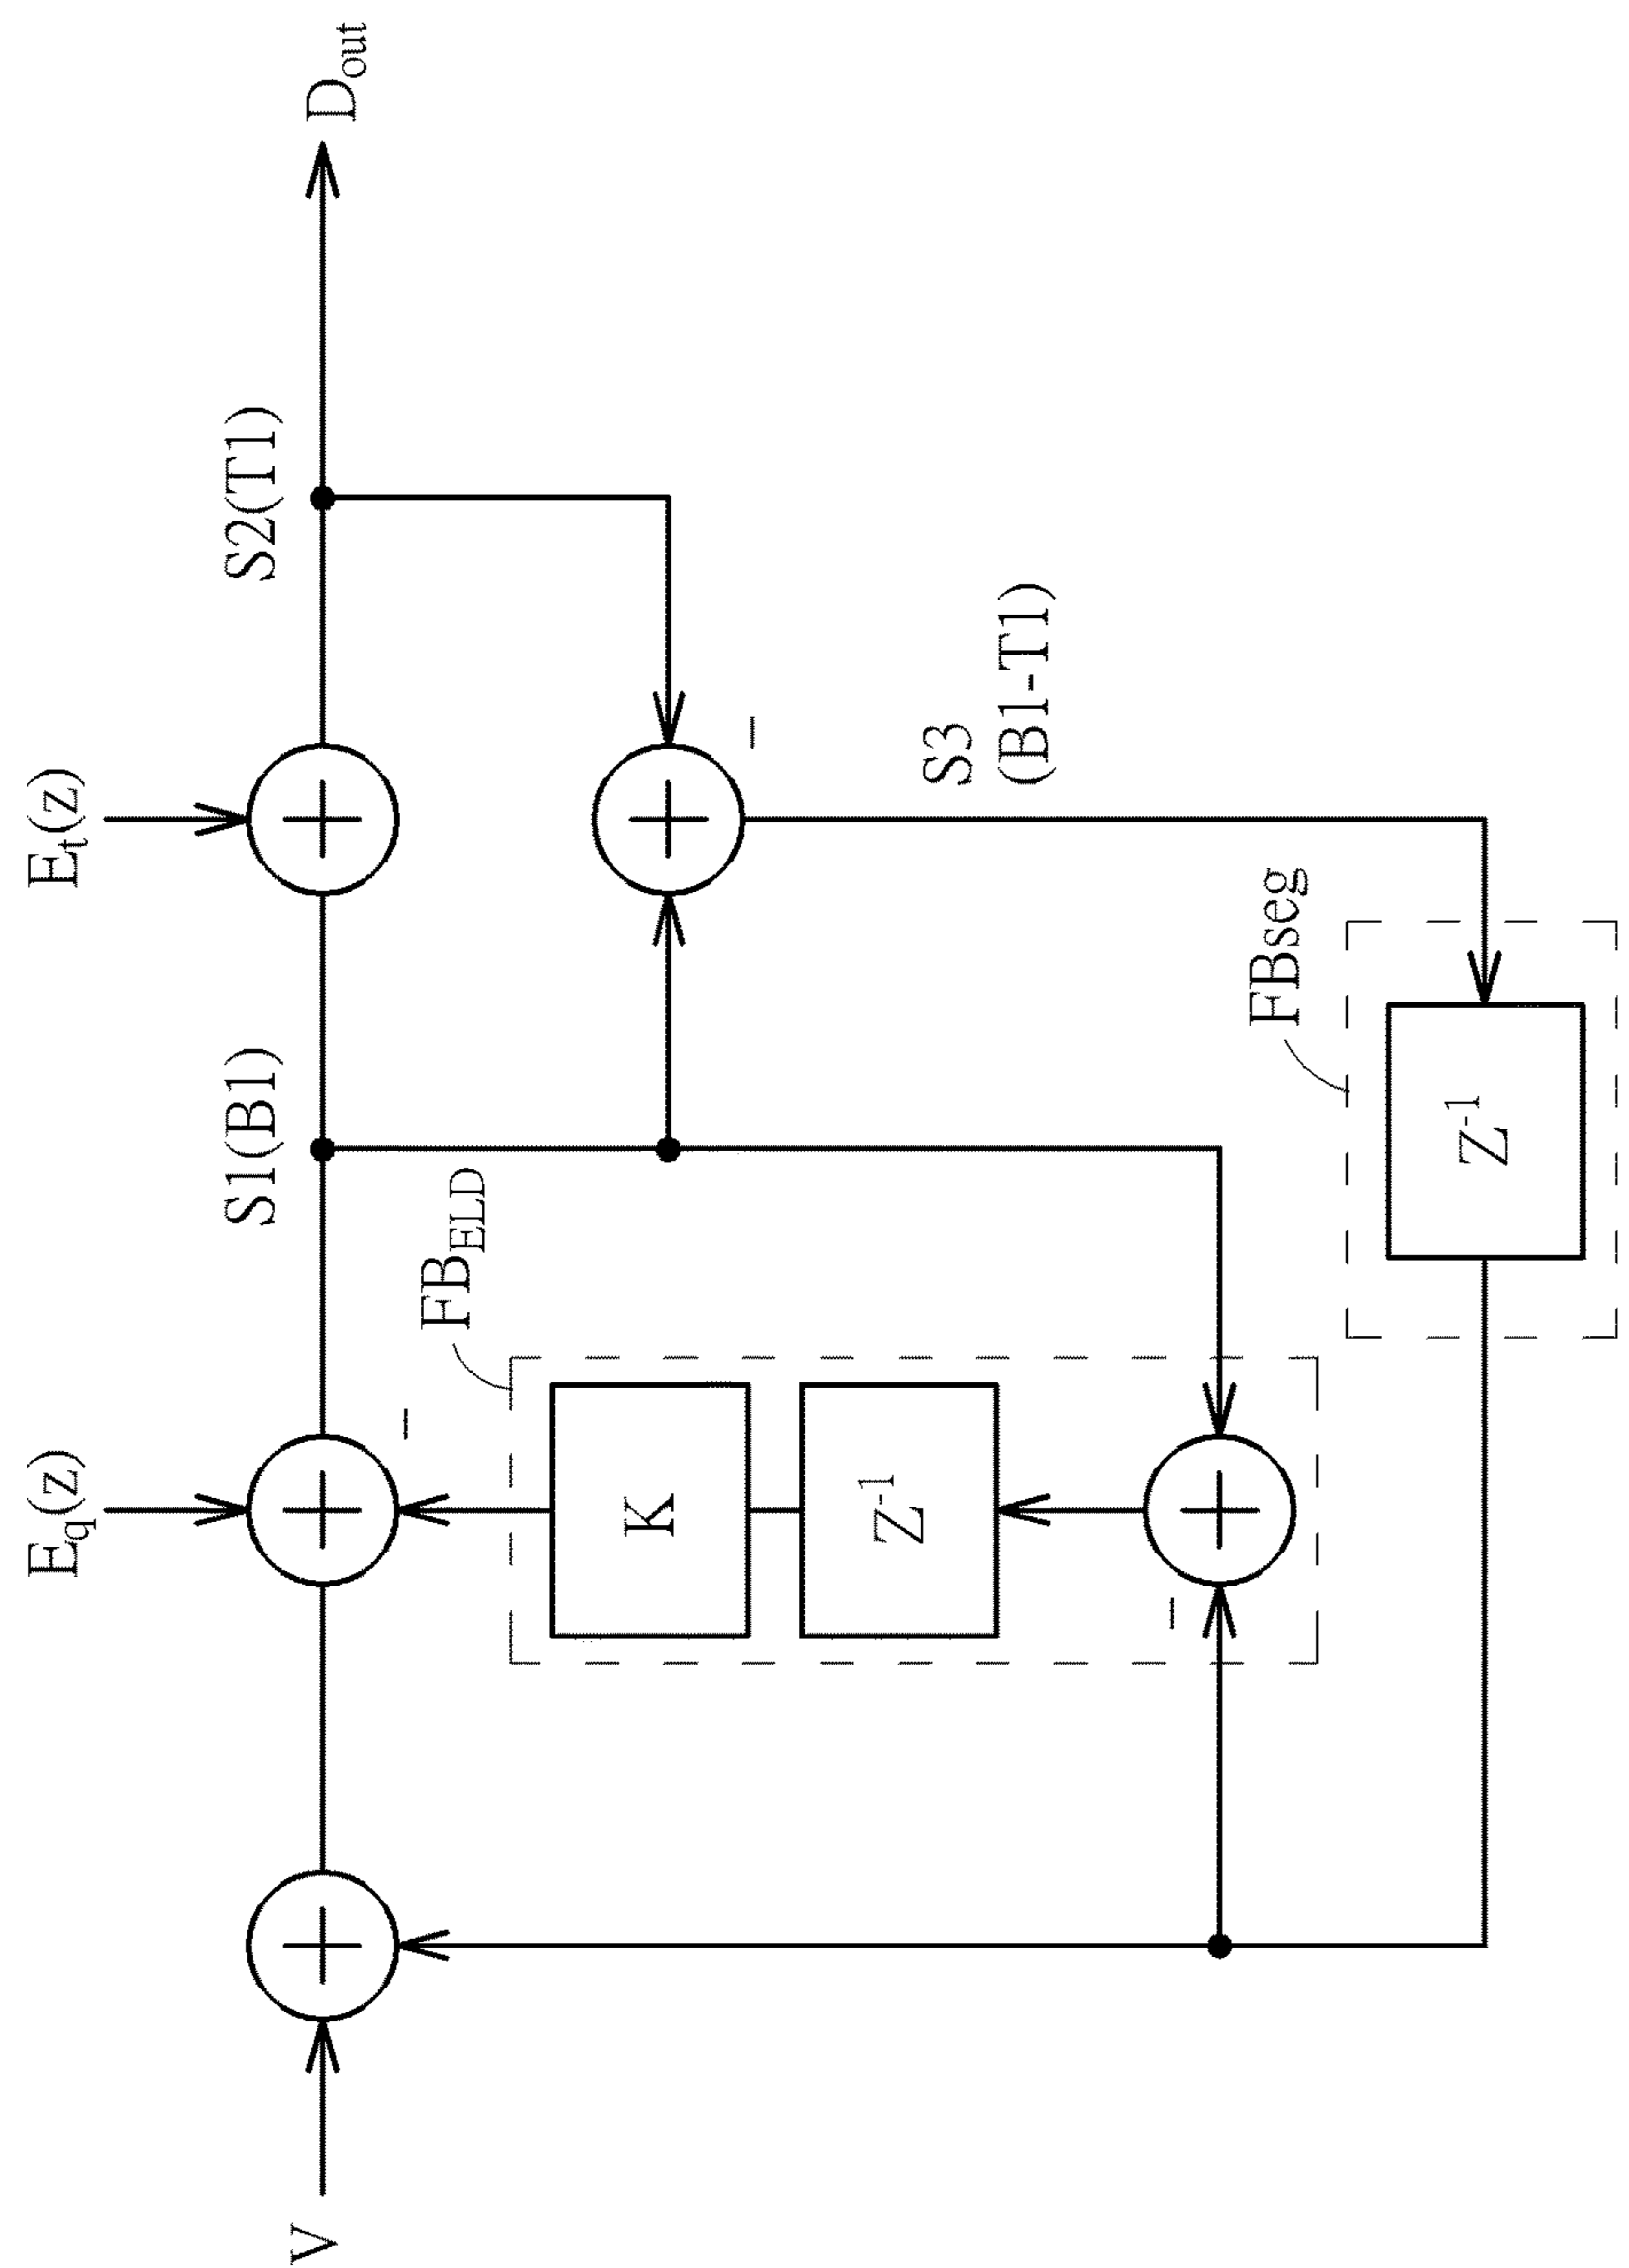 E_q(z)
E_t(z)
V
S1(B1)
S2(T1)
D_out
−
FB_ELD
K
Z^-1
−
−
S3
(B1-T1)
FBseg
Z^-1